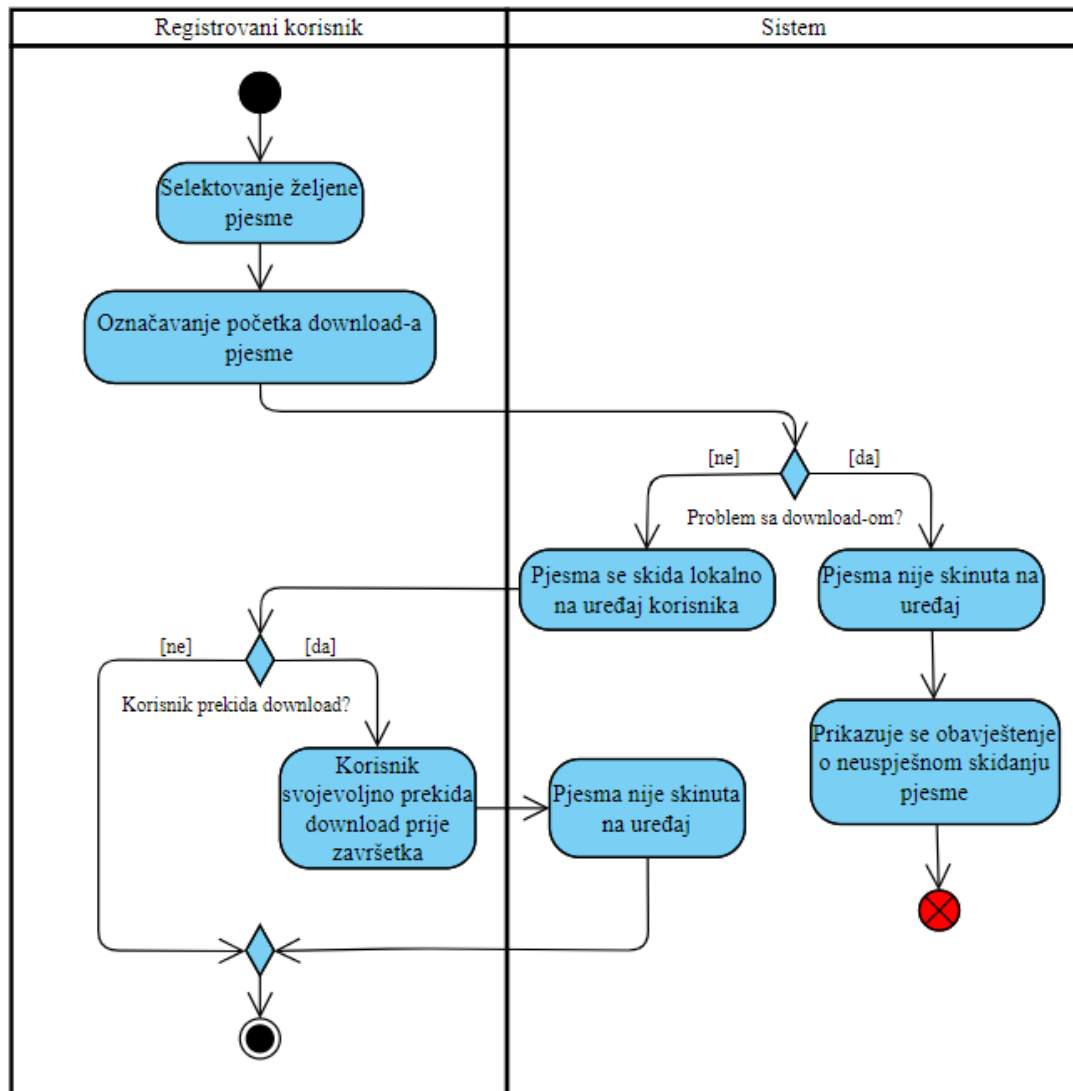 Registrovani korisnik
Sistem
Selektovanje željene
pjesme
Označavanje početka download-a
pjesme
[ne]
[da]
Problem sa download-om?
Pjesma se skida lokalno
na uređaj korisnika
Pjesma nije skinuta na
uređaj
[ne]
[da]
Korisnik prekida download?
Prikazuje se obavještenje
o neuspješnom skidanju
pjesme
Korisnik
svojevoljno prekida
download prije
završetka
Pjesma nije skinuta
na uređaj